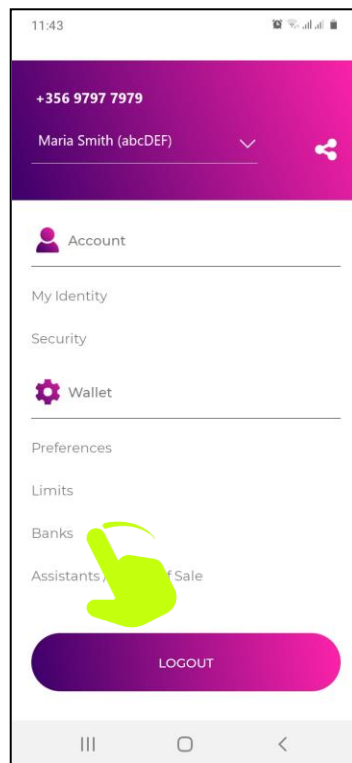 11:43
+356 9797 7979
Maria Smith (abcDEF)
Account
My Identity
Security
Wallet
Preferences
Limits
Banks
Assistants Sale
LOGOUT